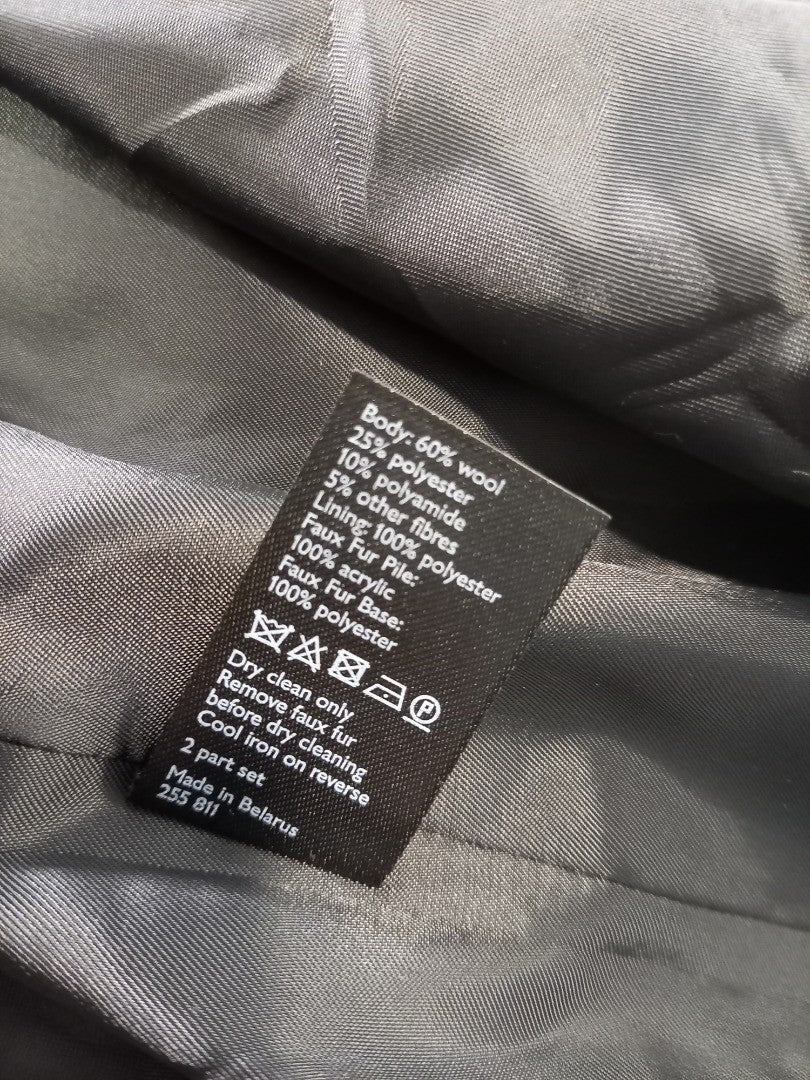 Body: 60% wool
25% polyester
10% polyamide
5% other fibres
Lining: 100% polyester
Faux Fur Pile:
100% acrylic
Faux Fur Base:
100% polyester
P
Dry clean only
Remove faux fur
before dry cleaning
Cool iron on reverse
2 part set
Made in Belarus
255 811